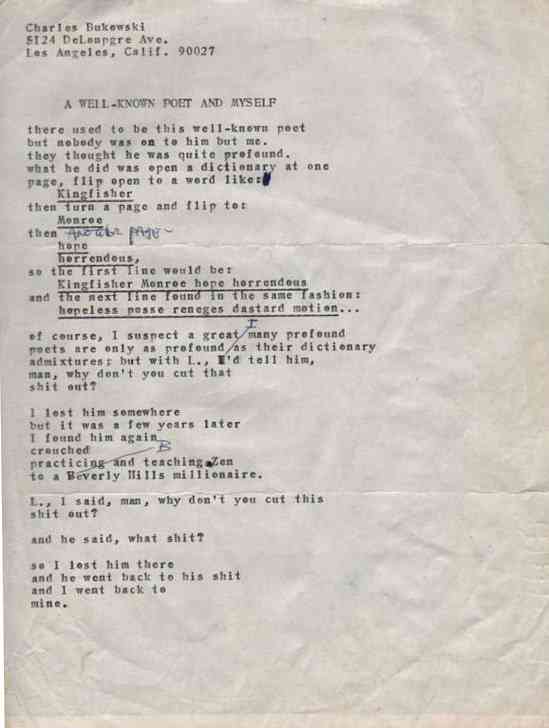 Charles Bukowski
5124 DeLongpre Ave.
Los Angeles, Calif. 90027
A WELL-KNOWN POET AND MYSELF
there used to be this well-known poet
but nobody was on to him but me.
they thought he was quite profound.
what he did was open a dictionary at one
page, flip open to a word like:
Kingfisher
then turn a page and flip to:
Monroe
then another page—
hope
horrendous,
so the first line would be:
Kingfisher Monroe hope horrendous
and the next line found in the same fashion:
hopeless posse reneges dastard motion...
I
of course, I suspect a great many profound
poets are only as profound as their dictionary
admixtures; but with L., I'd tell him,
man, why don't you cut that
shit out?
I lost him somewhere
but it was a few years later
I found him again
B
crouched
practicing and teaching Zen
to a Beverly Hills millionaire.
L., I said, man, why don't you cut this
shit out?
and he said, what shit?
so I lost him there
and he went back to his shit
and I went back to
mine.